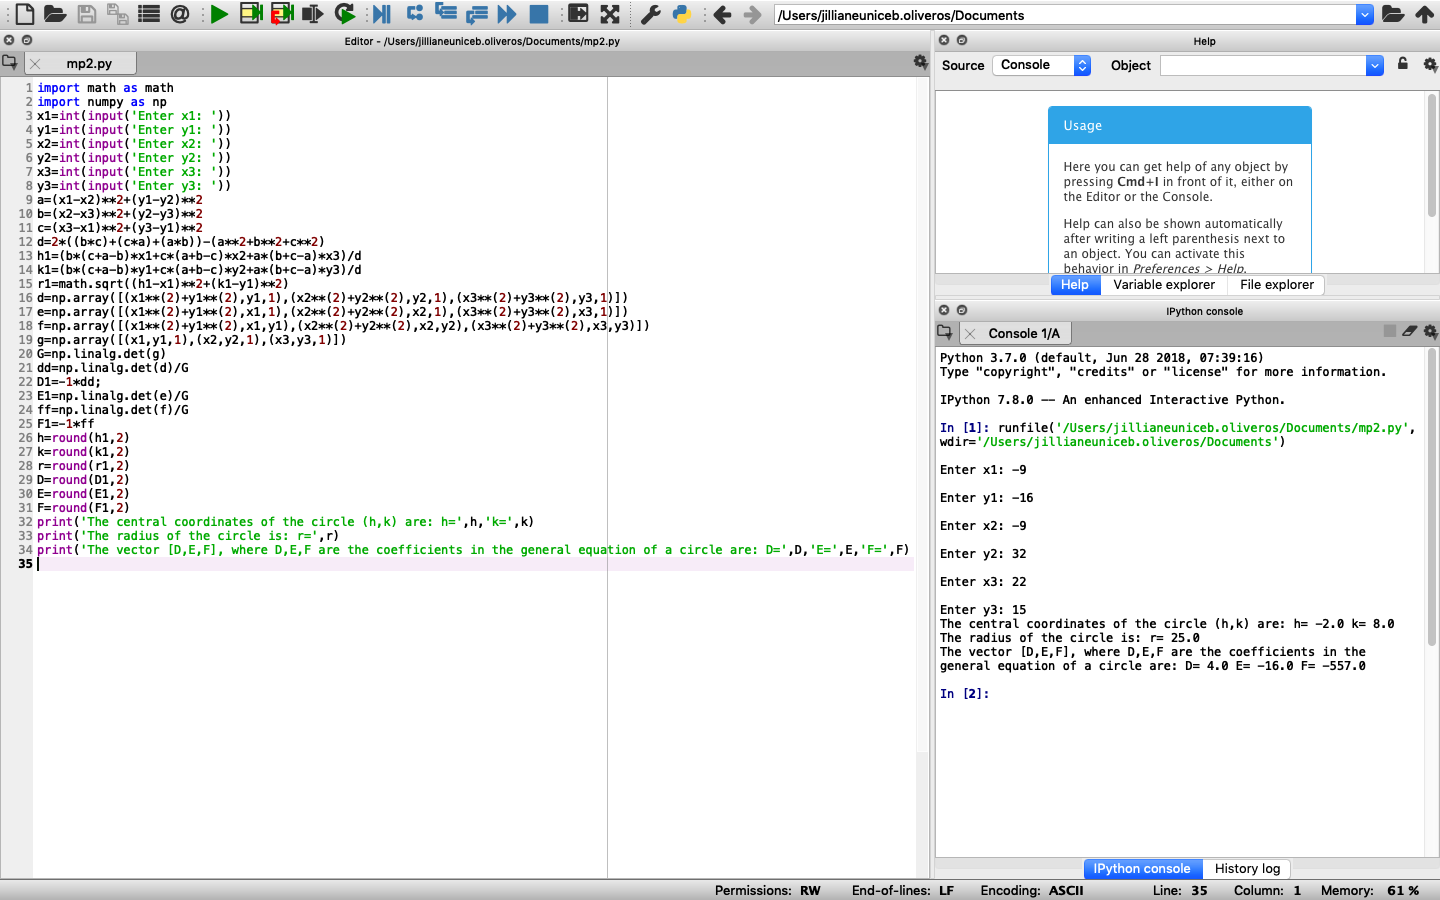 /Users/jillianeuniceb.oliveros/Documents
Editor - /Users/jillianeuniceb.oliveros/Documents/mp2.py
mp2.py
1 import math as math
2 import numpy as np
3 x1=int(input('Enter x1: '))
4 y1=int(input('Enter y1: '))
5 x2=int(input('Enter x2: '))
6 y2=int(input('Enter y2: '))
7 x3=int(input('Enter x3: '))
8 y3=int(input('Enter y3: '))
9 a=(x1-x2)**2+(y1-y2)**2
10 b=(x2-x3)**2+(y2-y3)**2
11 c=(x3-x1)**2+(y3-y1)**2
12 d=2*((b*c)+(c*a)+(a*b))-(a**2+b**2+c**2)
13 h1=(b*(c+a-b)*x1+c*(a+b-c)*x2+a*(b+c-a)*x3)/d
14 k1=(b*(c+a-b)*y1+c*(a+b-c)*y2+a*(b+c-a)*y3)/d
15 r1=math.sqrt((h1-x1)**2+(k1-y1)**2)
16 d=np.array([(x1**(2)+y1**(2),y1,1),(x2**(2)+y2**(2),y2,1),(x3**(2)+y3**(2),y3,1)])
17 e=np.array([(x1**(2)+y1**(2),x1,1),(x2**(2)+y2**(2),x2,1),(x3**(2)+y3**(2),x3,1)])
18 f=np.array([(x1**(2)+y1**(2),x1,y1),(x2**(2)+y2**(2),x2,y2),(x3**(2)+y3**(2),x3,y3)])
19 g=np.array([(x1,y1,1),(x2,y2,1),(x3,y3,1)])
20 G=np.linalg.det(g)
21 dd=np.linalg.det(d)/G
22 D1=-1*dd;
23 E1=np.linalg.det(e)/G
24 ff=np.linalg.det(f)/G
25 F1=-1*ff
26 h=round(h1,2)
27 k=round(k1,2)
28 r=round(r1,2)
29 D=round(D1,2)
30 E=round(E1,2)
31 F=round(F1,2)
32 print('The central coordinates of the circle (h,k) are: h=',h,'k=',k)
33 print('The radius of the circle is: r=',r)
34 print('The vector [D,E,F], where D,E,F are the coefficients in the general equation of a circle are: D=',D,'E=',E,'F=',F)
35
Help
Source Console Object
Usage
Here you can get help of any object by
pressing Cmd+I in front of it, either on
the Editor or the Console.
Help can also be shown automatically
after writing a left parenthesis next to
an object. You can activate this
behavior in Preferences > Help.
Help Variable explorer File explorer
IPython console
Console 1/A
Python 3.7.0 (default, Jun 28 2018, 07:39:16)
Type "copyright", "credits" or "license" for more information.
IPython 7.8.0 -- An enhanced Interactive Python.
In [1]: runfile('/Users/jillianeuniceb.oliveros/Documents/mp2.py',
wdir='/Users/jillianeuniceb.oliveros/Documents')
Enter x1: -9
Enter y1: -16
Enter x2: -9
Enter y2: 32
Enter x3: 22
Enter y3: 15
The central coordinates of the circle (h,k) are: h= -2.0 k= 8.0
The radius of the circle is: r= 25.0
The vector [D,E,F], where D,E,F are the coefficients in the
general equation of a circle are: D= 4.0 E= -16.0 F= -557.0
In [2]:
IPython console History log
Permissions: RW End-of-lines: LF Encoding: ASCII Line: 35 Column: 1 Memory: 61 %